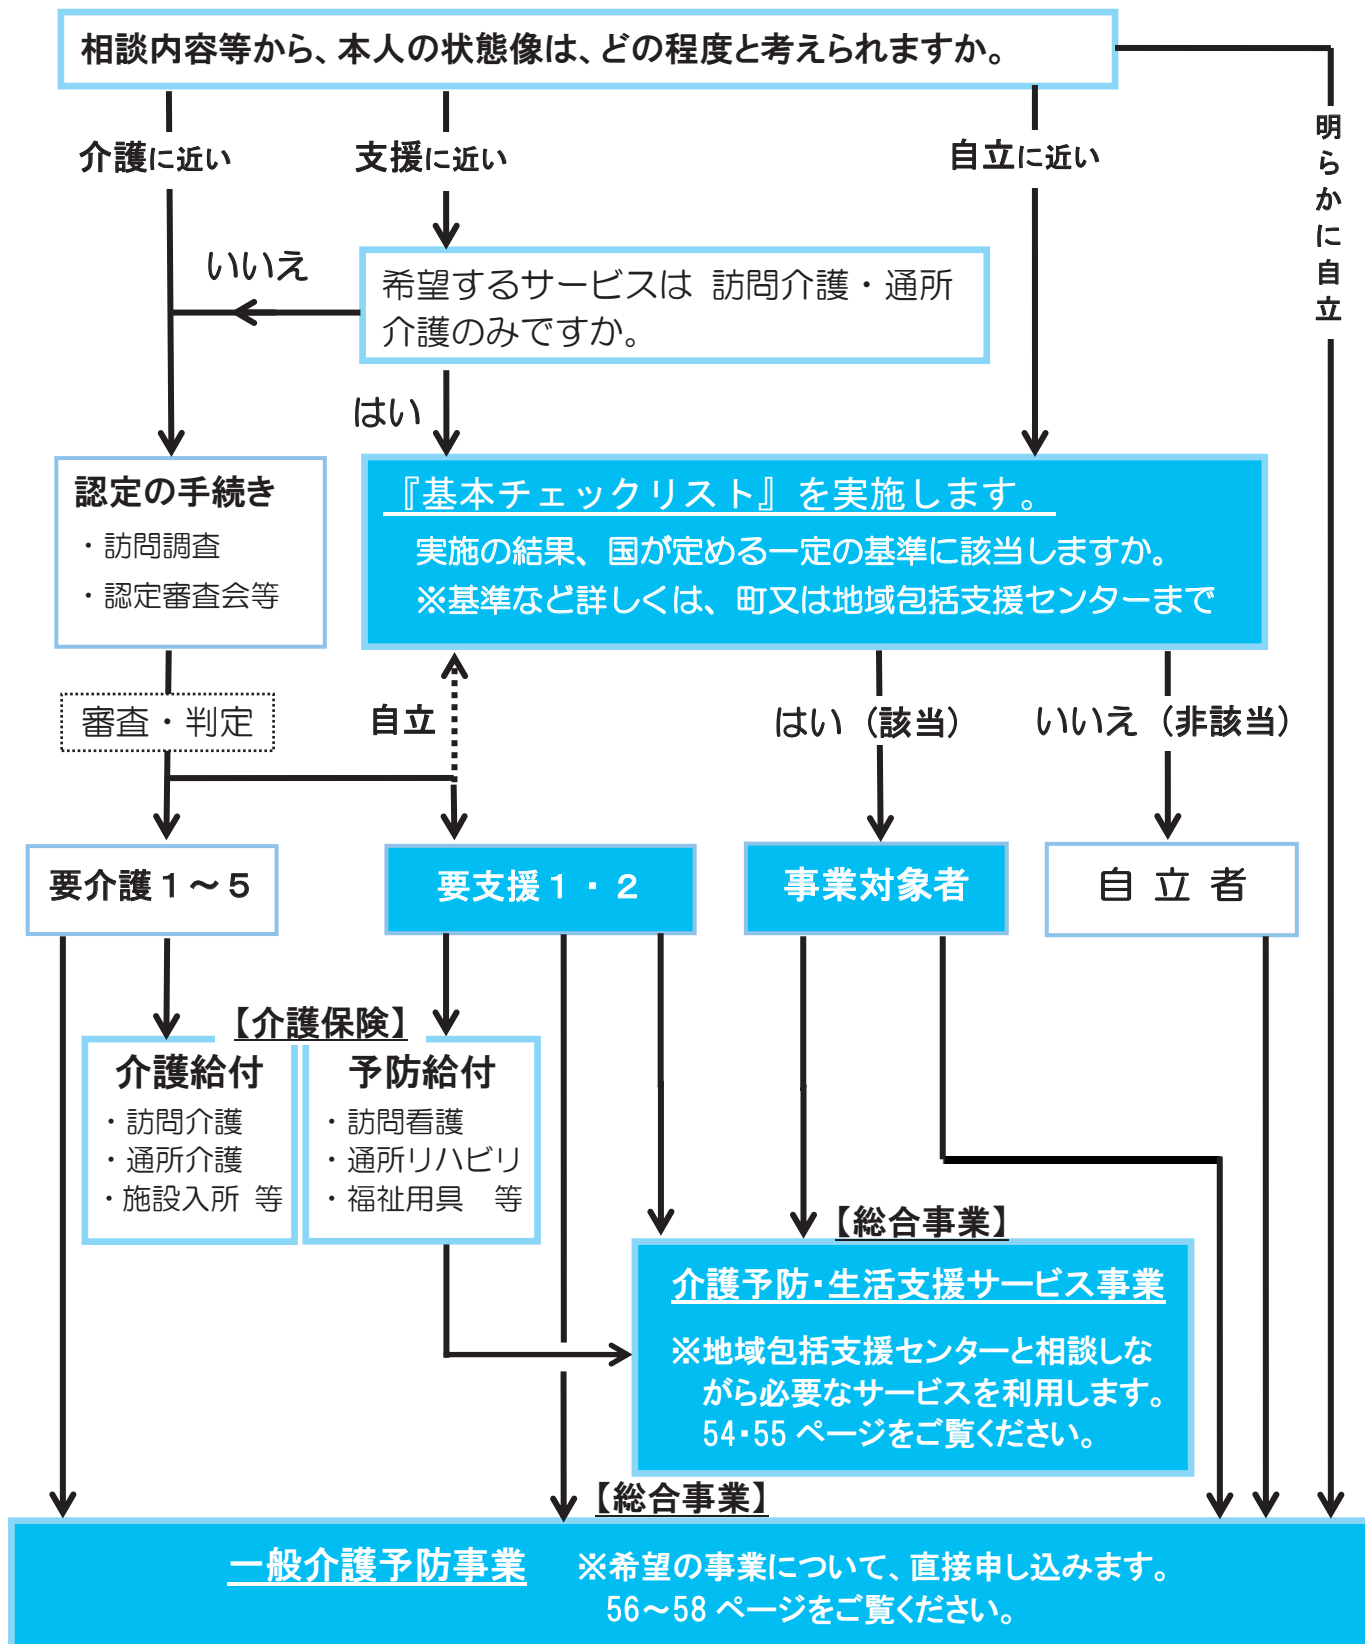 相談内容等から、本人の状態像は、どの程度と考えられますか。
介護に近い
支援に近い
自立に近い
明らかに自立
いいえ
希望するサービスは 訪問介護・通所
介護のみですか。
はい
認定の手続き
・訪問調査
・認定審査会等
『基本チェックリスト』を実施します。
実施の結果、国が定める一定の基準に該当しますか。
※基準など詳しくは、町又は地域包括支援センターまで
審査・判定
自立
はい（該当）
いいえ（非該当）
要介護１～５
要支援１・２
事業対象者
自 立 者
【介護保険】
介護給付
・訪問介護
・通所介護
・施設入所 等
予防給付
・訪問看護
・通所リハビリ
・福祉用具　等
【総合事業】
介護予防・生活支援サービス事業
※地域包括支援センターと相談しな
がら必要なサービスを利用します。
54・55 ページをご覧ください。
【総合事業】
一般介護予防事業　※希望の事業について、直接申し込みます。
56～58 ページをご覧ください。